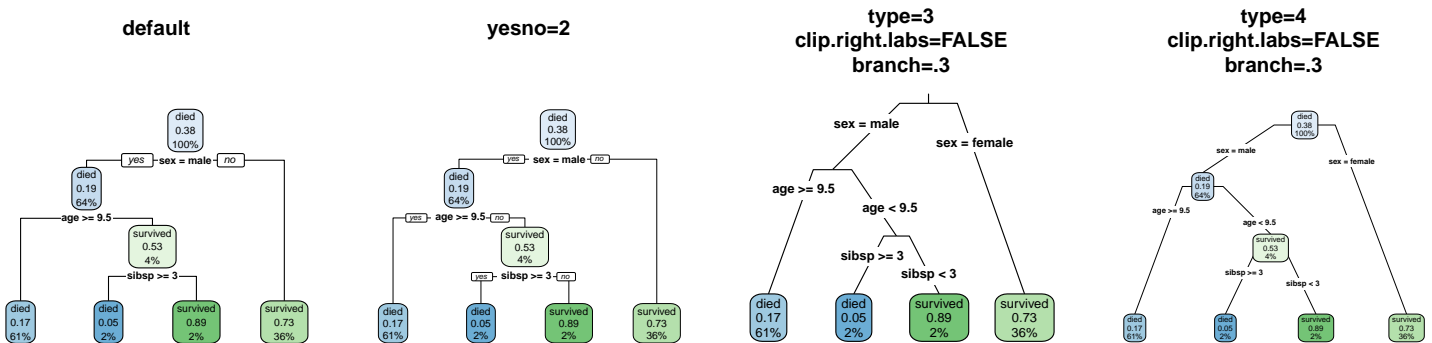 default
died
0.38
100%
yes
sex = male
no
died
0.19
64%
age >= 9.5
survived
0.53
4%
sibsp >= 3
died
0.17
61%
died
0.05
2%
survived
0.89
2%
survived
0.73
36%
yesno=2
died
0.38
100%
yes
sex = male
no
died
0.19
64%
yes
age >= 9.5
no
survived
0.53
4%
yes
sibsp >= 3
no
died
0.17
61%
died
0.05
2%
survived
0.89
2%
survived
0.73
36%
type=3
clip.right.labs=FALSE
branch=.3
sex = male
sex = female
age >= 9.5
age < 9.5
sibsp >= 3
sibsp < 3
died
0.17
61%
died
0.05
2%
survived
0.89
2%
survived
0.73
36%
type=4
clip.right.labs=FALSE
branch=.3
died
0.38
100%
sex = male
sex = female
died
0.19
64%
age >= 9.5
age < 9.5
survived
0.53
4%
sibsp >= 3
sibsp < 3
died
0.17
61%
died
0.05
2%
survived
0.89
2%
survived
0.73
36%